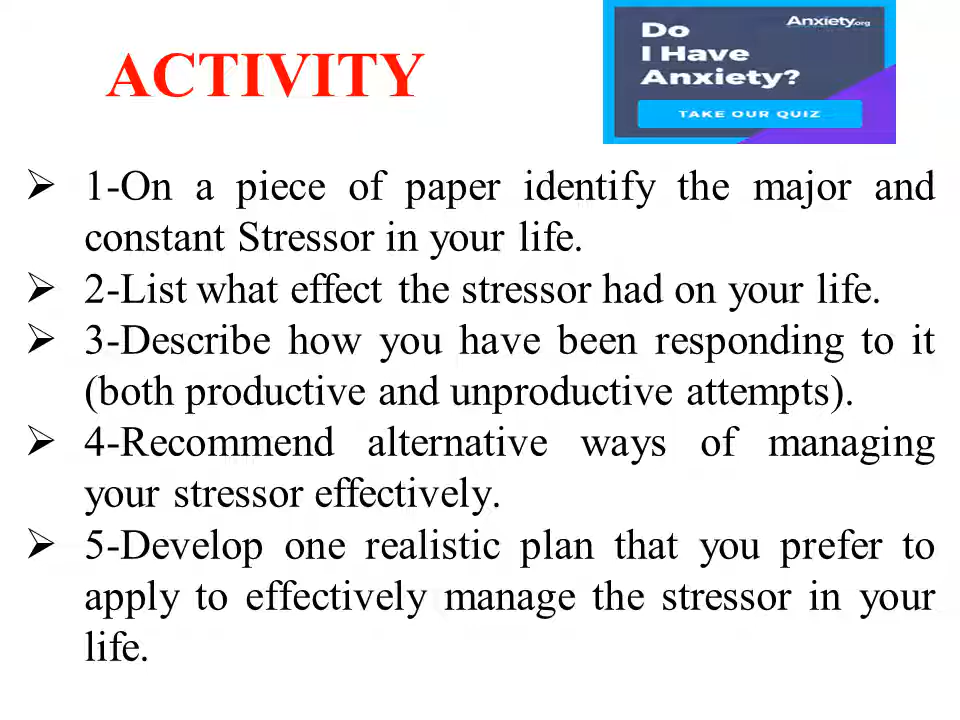 ACTIVITY
Anxiety.org
Do
I Have
Anxiety?
TAKE OUR QUIZ
1-On a piece of paper identify the major and
constant Stressor in your life.
2-List what effect the stressor had on your life.
3-Describe how you have been responding to it
(both productive and unproductive attempts).
4-Recommend alternative ways of managing
your stressor effectively.
5-Develop one realistic plan that you prefer to
apply to effectively manage the stressor in your
life.